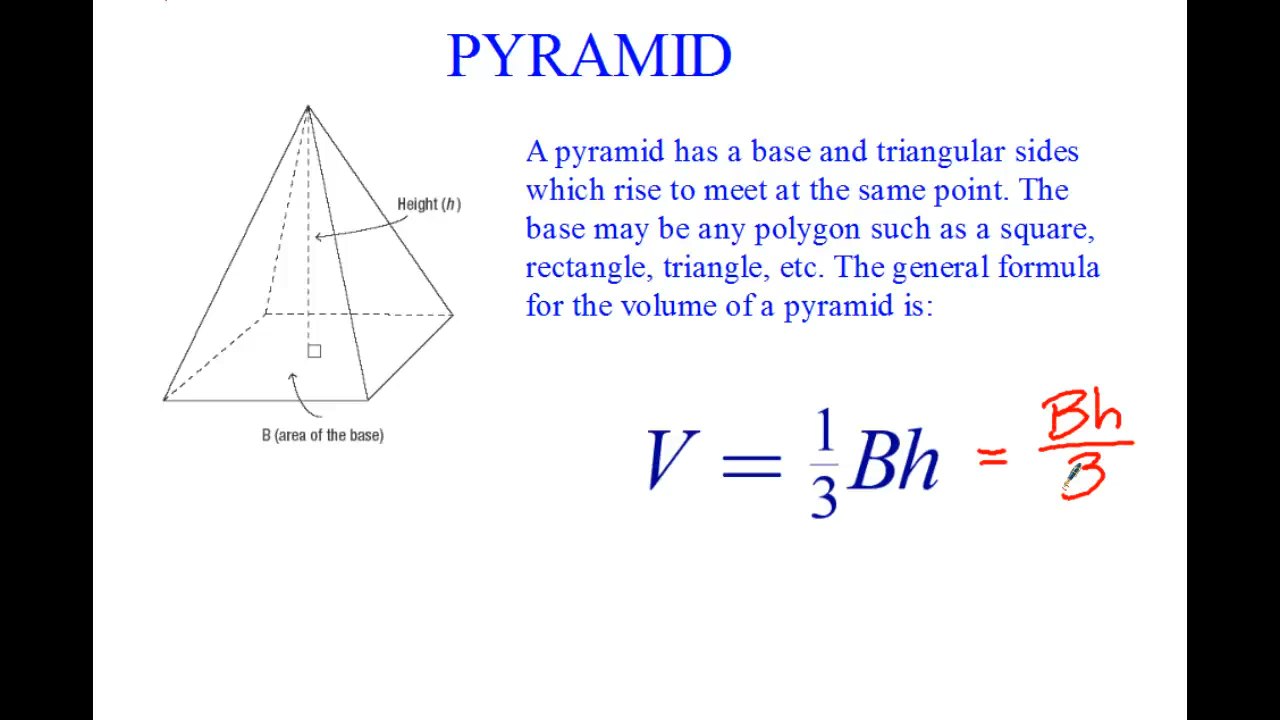 PYRAMID
Height (h)
B (area of the base)
A pyramid has a base and triangular sides
which rise to meet at the same point. The
base may be any polygon such as a square,
rectangle, triangle, etc. The general formula
for the volume of a pyramid is:
V = 1/3 Bh = Bh/3